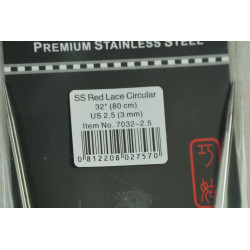 PREMIUM STAINLESS STEEL
SS Red Lace Circular
32" (80 cm)
US 2.5 (3 mm)
Item No. 7032-2.5
0 812208 027570